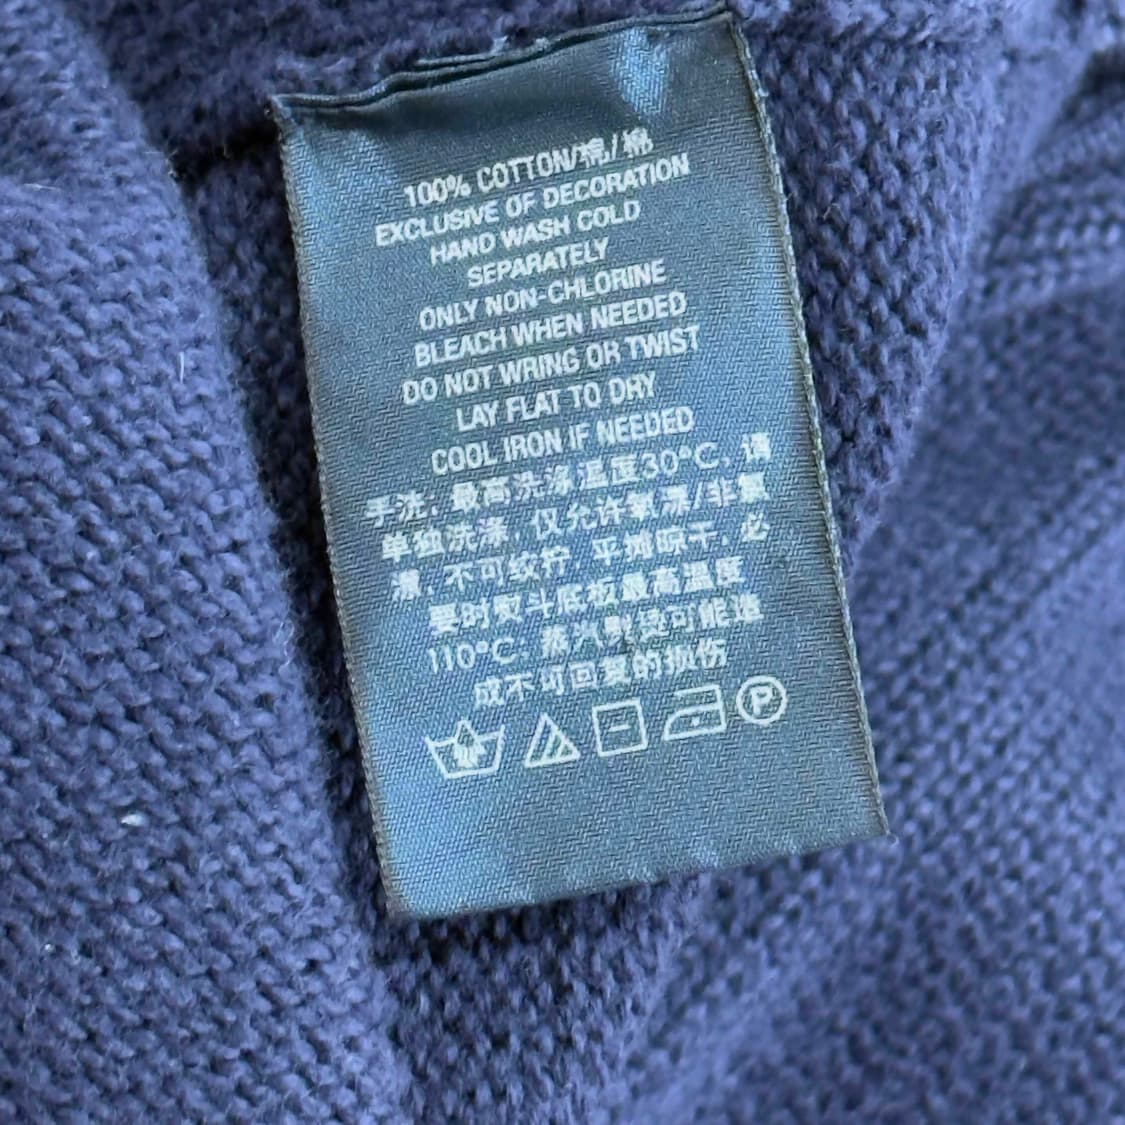 100% COTTON/棉/棉
EXCLUSIVE OF DECORATION
HAND WASH COLD
SEPARATELY
ONLY NON-CHLORINE
BLEACH WHEN NEEDED
DO NOT WRING OR TWIST
LAY FLAT TO DRY
COOL IRON IF NEEDED
手洗: 最高洗涤温度30°C, 请
单独洗涤, 仅允许氧漂/非氯
漂, 不可绞拧, 平摊晾干, 必
要时熨斗底板最高温度
110°C, 蒸汽熨烫可能造
成不可回复的损伤
P